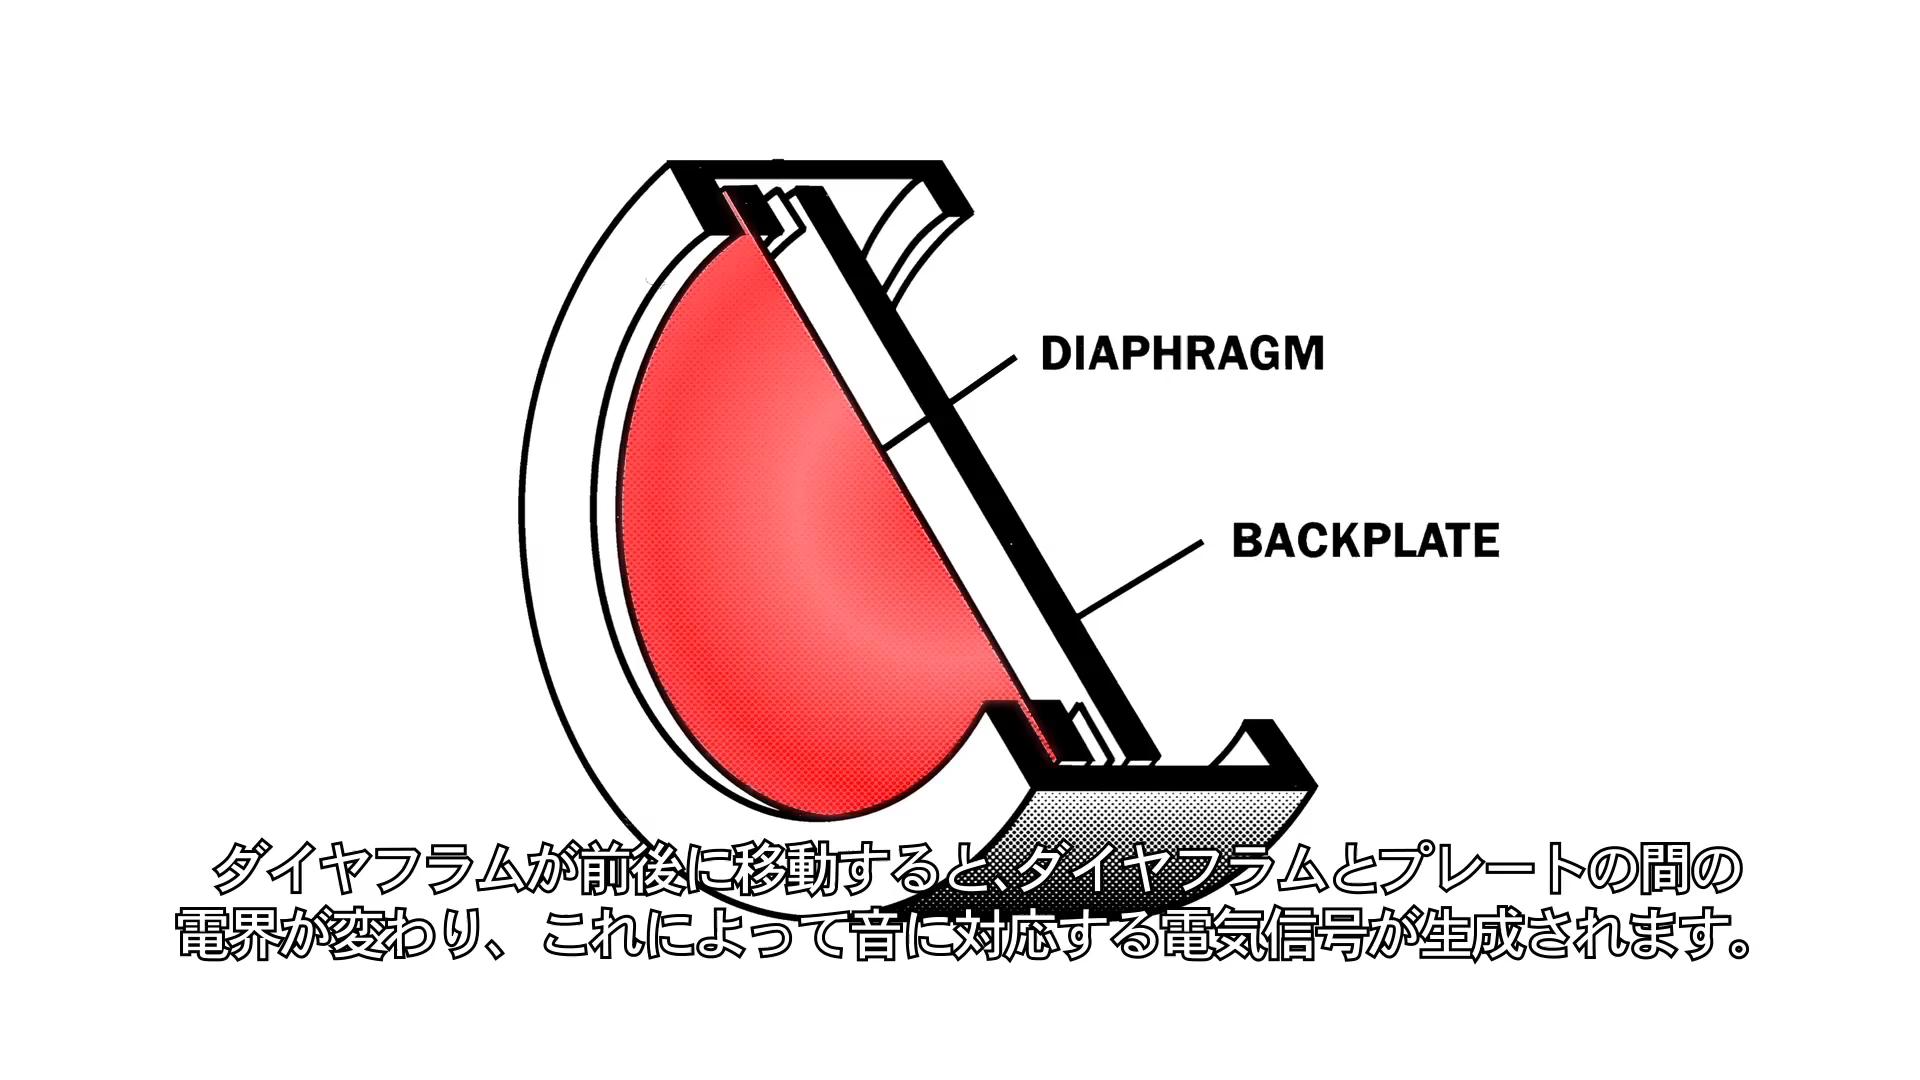 DIAPHRAGM
BACKPLATE
ダイヤフラムが前後に移動すると､ダイヤフラムとプレートの間の
電界が変わり、これによって音に対応する電気信号が生成されます。